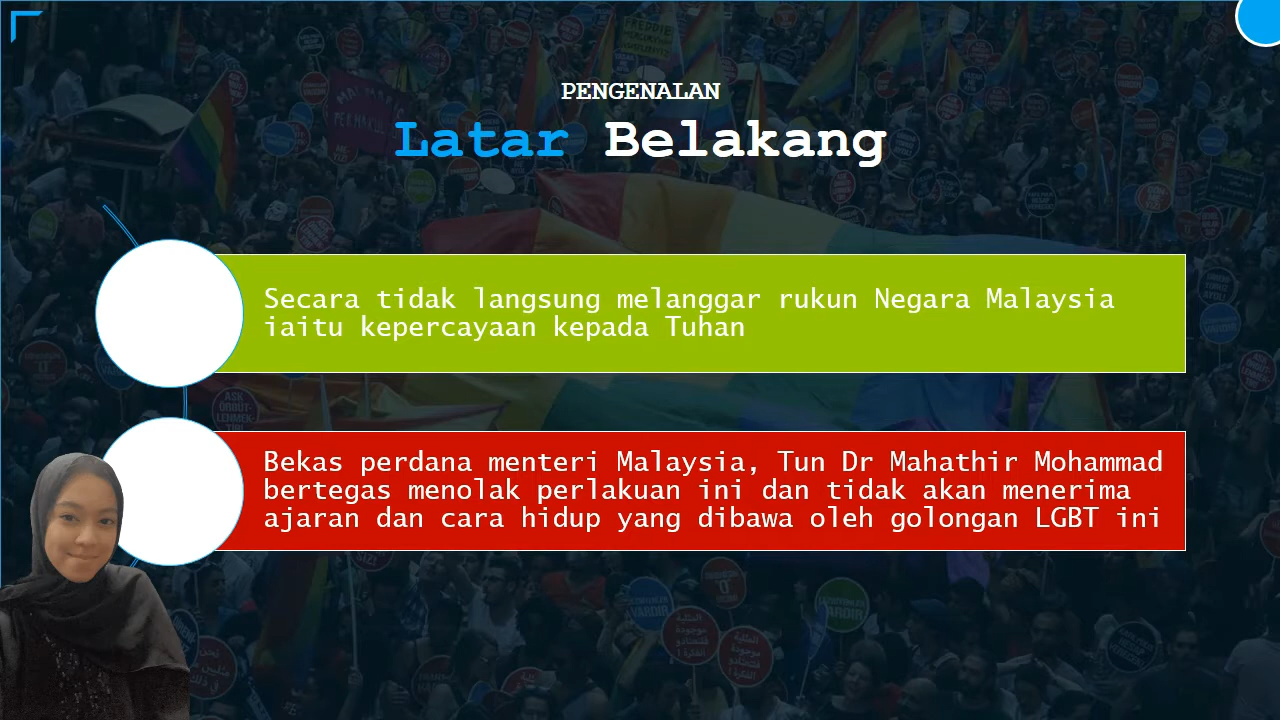 PENGENALAN
Latar Belakang
Secara tidak langsung melanggar rukun Negara Malaysia
iaitu kepercayaan kepada Tuhan
Bekas perdana menteri Malaysia, Tun Dr Mahathir Mohammad
bertegas menolak perlakuan ini dan tidak akan menerima
ajaran dan cara hidup yang dibawa oleh golongan LGBT ini